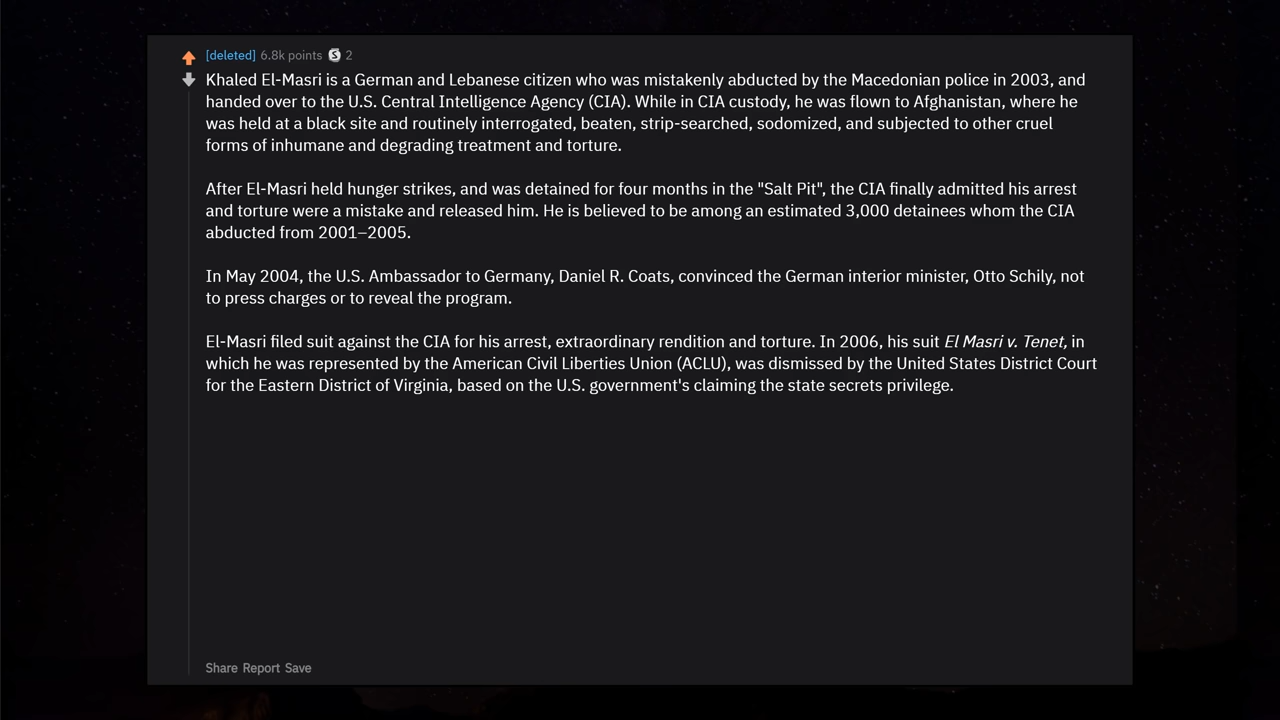 [deleted] 6.8k points S 2
Khaled El-Masri is a German and Lebanese citizen who was mistakenly abducted by the Macedonian police in 2003, and
handed over to the U.S. Central Intelligence Agency (CIA). While in CIA custody, he was flown to Afghanistan, where he
was held at a black site and routinely interrogated, beaten, strip-searched, sodomized, and subjected to other cruel
forms of inhumane and degrading treatment and torture.
After El-Masri held hunger strikes, and was detained for four months in the "Salt Pit", the CIA finally admitted his arrest
and torture were a mistake and released him. He is believed to be among an estimated 3,000 detainees whom the CIA
abducted from 2001–2005.
In May 2004, the U.S. Ambassador to Germany, Daniel R. Coats, convinced the German interior minister, Otto Schily, not
to press charges or to reveal the program.
El-Masri filed suit against the CIA for his arrest, extraordinary rendition and torture. In 2006, his suit El Masri v. Tenet, in
which he was represented by the American Civil Liberties Union (ACLU), was dismissed by the United States District Court
for the Eastern District of Virginia, based on the U.S. government's claiming the state secrets privilege.
Share Report Save